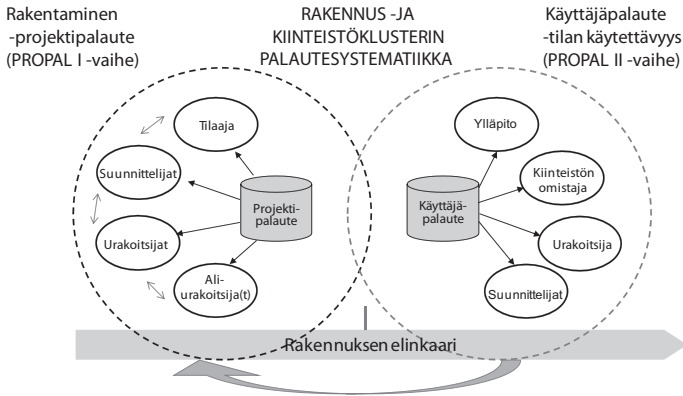 Rakentaminen
-projektipalaute
(PROPAL I -vaihe)
RAKENNUS -JA
KIINTEISTÖKLUSTERIN
PALAUTESYSTEMATIIKKA
Käyttäjäpalaute
-tilan käytettävyys
(PROPAL II -vaihe)
Tilaaja
Suunnittelijat
Urakoitsijat
Ali-
urakoitsija(t)
Projekti-
palaute
Käyttäjä-
palaute
Ylläpito
Kiinteistön
omistaja
Urakoitsija
Suunnittelijat
Rakennuksen elinkaari